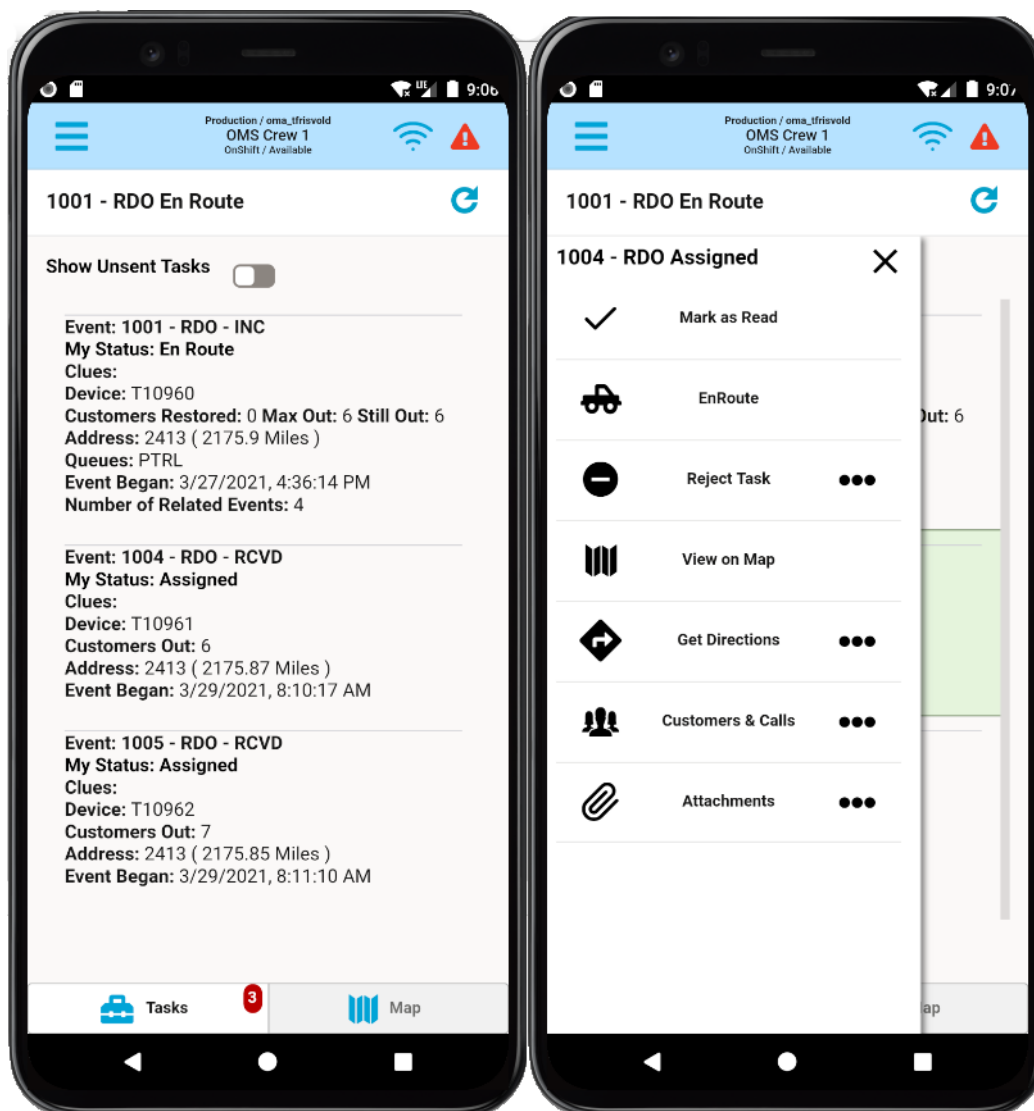 LTE 9:06
Production / oma_tfrisvold
OMS Crew 1
OnShift / Available
1001 - RDO En Route
Show Unsent Tasks
Event: 1001 - RDO - INC
My Status: En Route
Clues:
Device: T10960
Customers Restored: 0 Max Out: 6 Still Out: 6
Address: 2413 ( 2175.9 Miles )
Queues: PTRL
Event Began: 3/27/2021, 4:36:14 PM
Number of Related Events: 4
Event: 1004 - RDO - RCVD
My Status: Assigned
Clues:
Device: T10961
Customers Out: 6
Address: 2413 ( 2175.87 Miles )
Event Began: 3/29/2021, 8:10:17 AM
Event: 1005 - RDO - RCVD
My Status: Assigned
Clues:
Device: T10962
Customers Out: 7
Address: 2413 ( 2175.85 Miles )
Event Began: 3/29/2021, 8:11:10 AM
Tasks 3 Map
9:07
Production / oma_tfrisvold
OMS Crew 1
OnShift / Available
1001 - RDO En Route
1004 - RDO Assigned
Mark as Read
EnRoute
Out: 6
Reject Task
View on Map
Get Directions
Customers & Calls
Attachments
ap